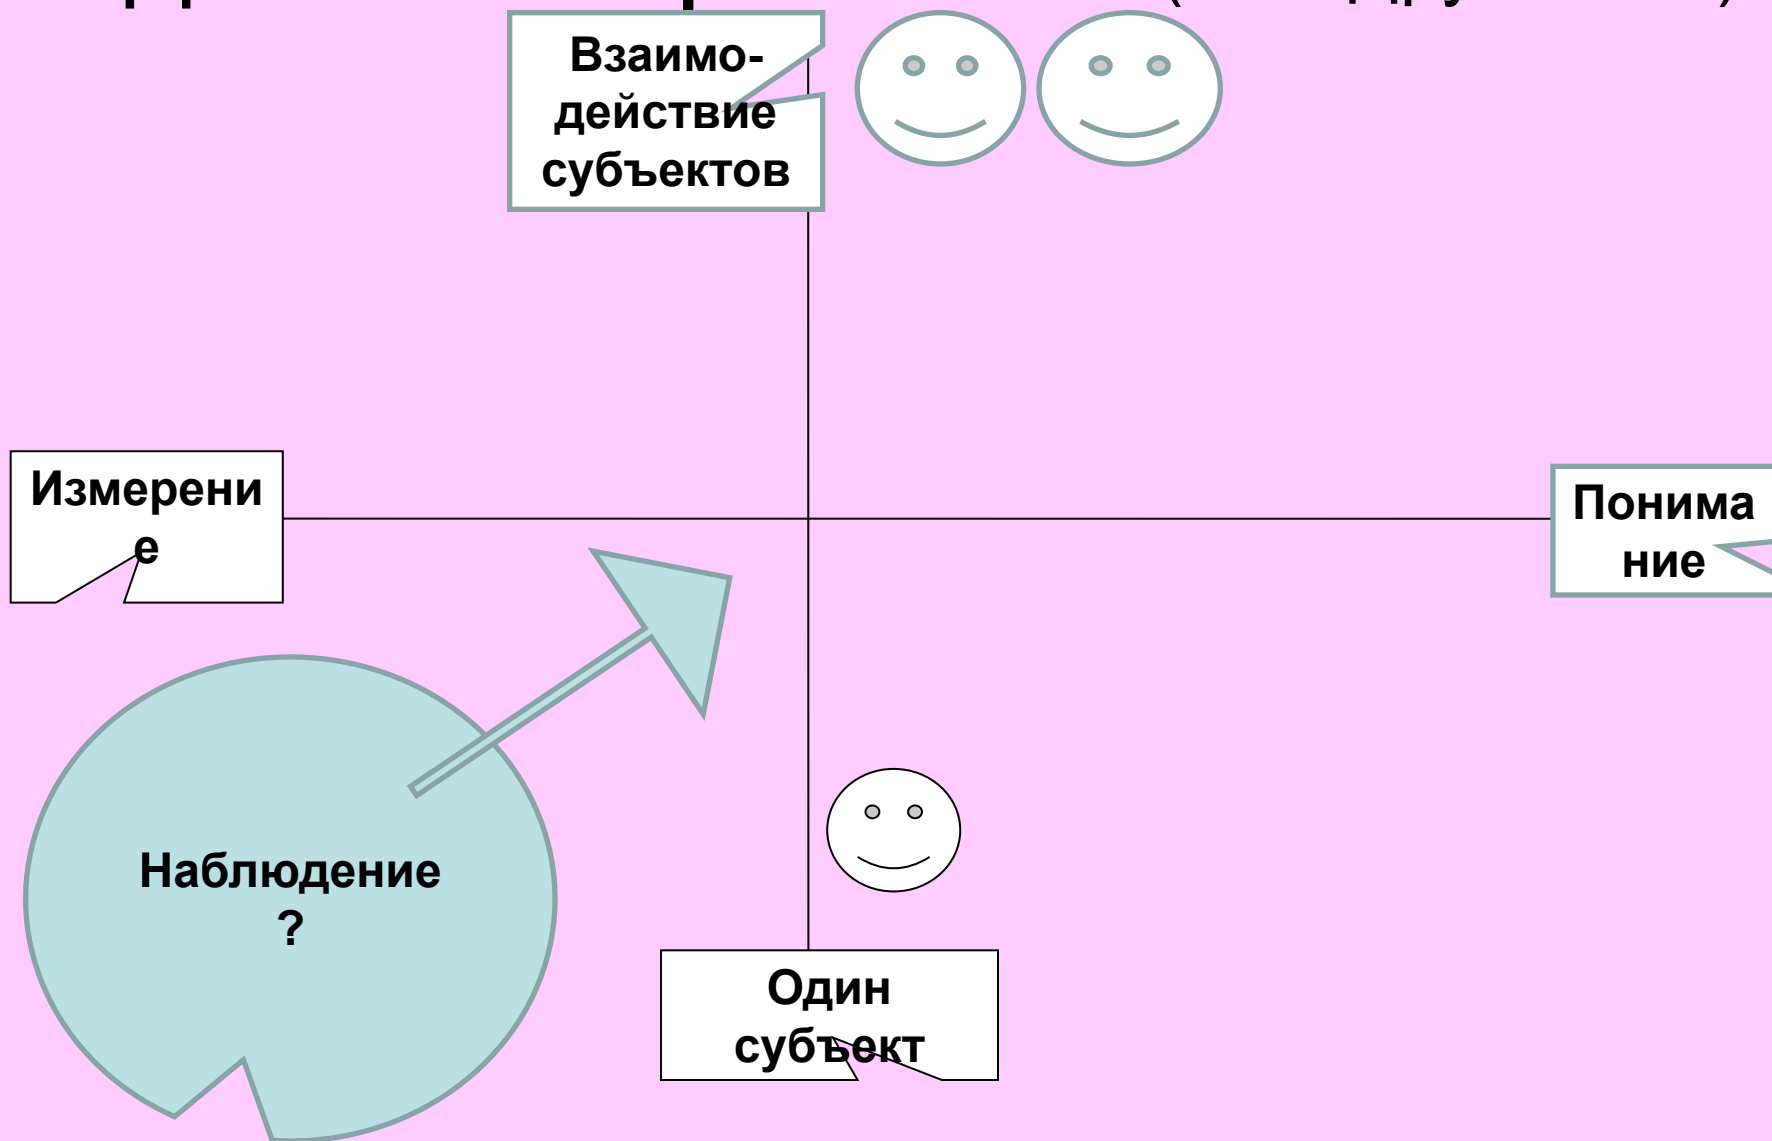 Взаимо-
действие
субъектов
Измерени
е
Понима
ние
Наблюдение
?
Один
субъект